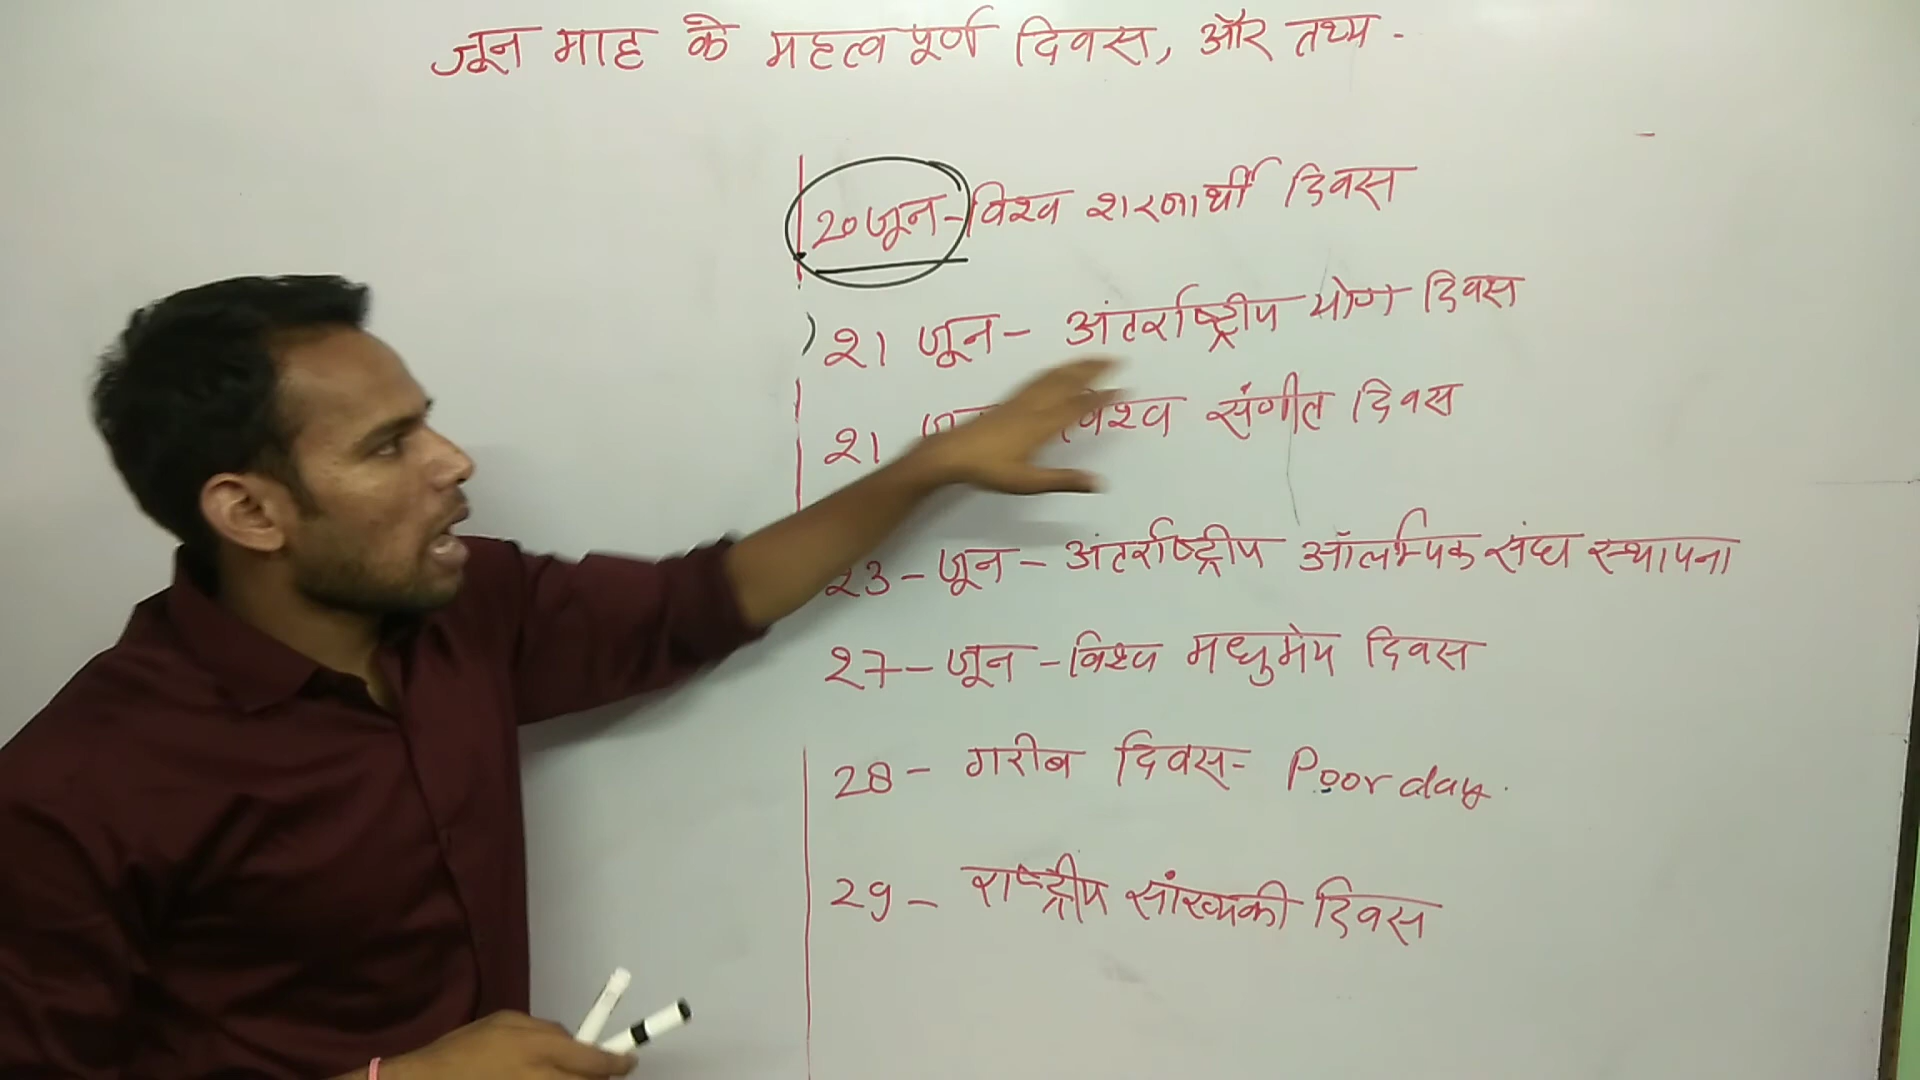 जून माह के महत्व पूर्ण दिवस, और तथ्य -
20 जून - विश्व शरणार्थी दिवस
21 जून - अंतर्राष्ट्रीय योग दिवस
21 विश्व संगीत दिवस
23 - जून - अंतर्राष्ट्रीय ऑलम्पिक संघ स्थापना
27 - जून - विश्व मधुमेय दिवस
28 - गरीब दिवस - Poor day.
29 - राष्ट्रीय सांख्यकी दिवस